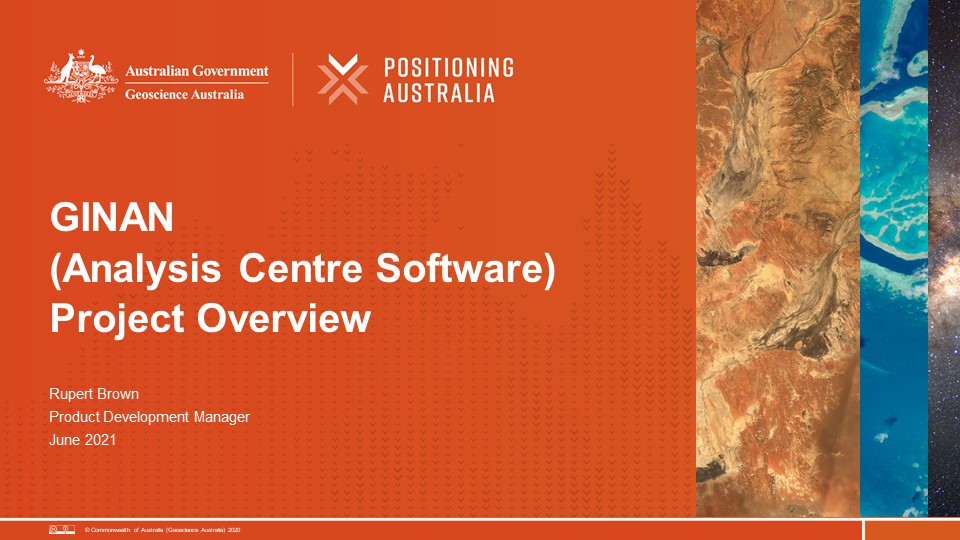 Australian Government
Geoscience Australia
POSITIONING
AUSTRALIA
GINAN
(Analysis Centre Software)
Project Overview
Rupert Brown
Product Development Manager
June 2021
© Commonwealth of Australia (Geoscience Australia) 2020